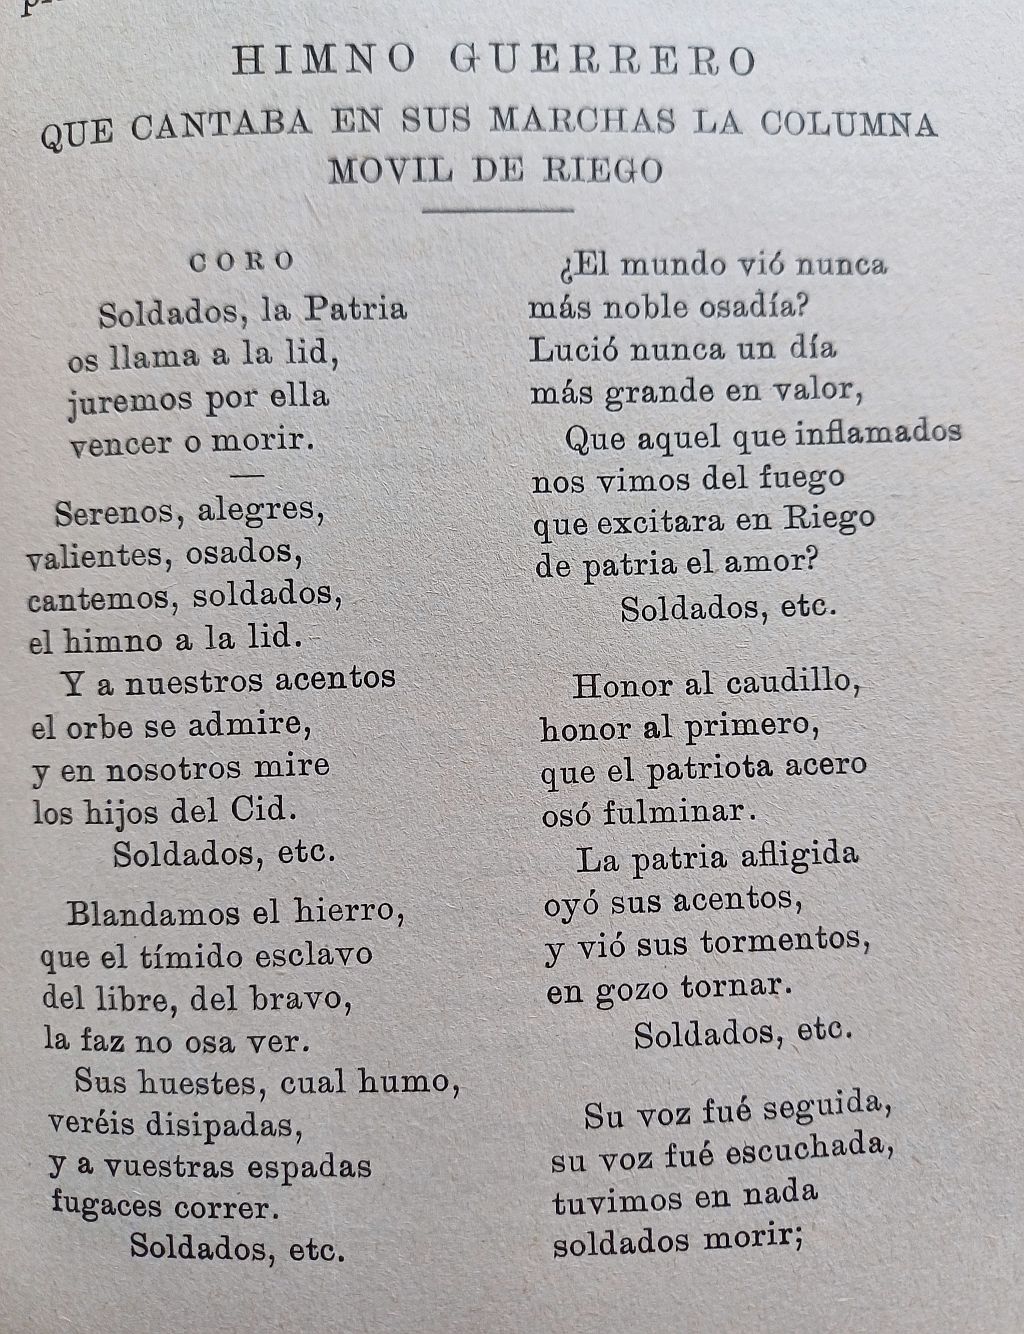 HIMNO GUERRERO
QUE CANTABA EN SUS MARCHAS LA COLUMNA
MOVIL DE RIEGO
CORO
Soldados, la Patria
os llama a la lid,
juremos por ella
vencer o morir.
Serenos, alegres,
valientes, osados,
cantemos, soldados,
el himno a la lid.
Y a nuestros acentos
el orbe se admire,
y en nosotros mire
los hijos del Cid.
Soldados, etc.
Blandamos el hierro,
que el tímido esclavo
del libre, del bravo,
la faz no osa ver.
Sus huestes, cual humo,
veréis disipadas,
y a vuestras espadas
fugaces correr.
Soldados, etc.
¿El mundo vió nunca
más noble osadía?
Lució nunca un día
más grande en valor,
Que aquel que inflamados
nos vimos del fuego
que excitara en Riego
de patria el amor?
Soldados, etc.
Honor al caudillo,
honor al primero,
que el patriota acero
osó fulminar.
La patria afligida
oyó sus acentos,
y vió sus tormentos,
en gozo tornar.
Soldados, etc.
Su voz fué seguida,
su voz fué escuchada,
tuvimos en nada
soldados morir;